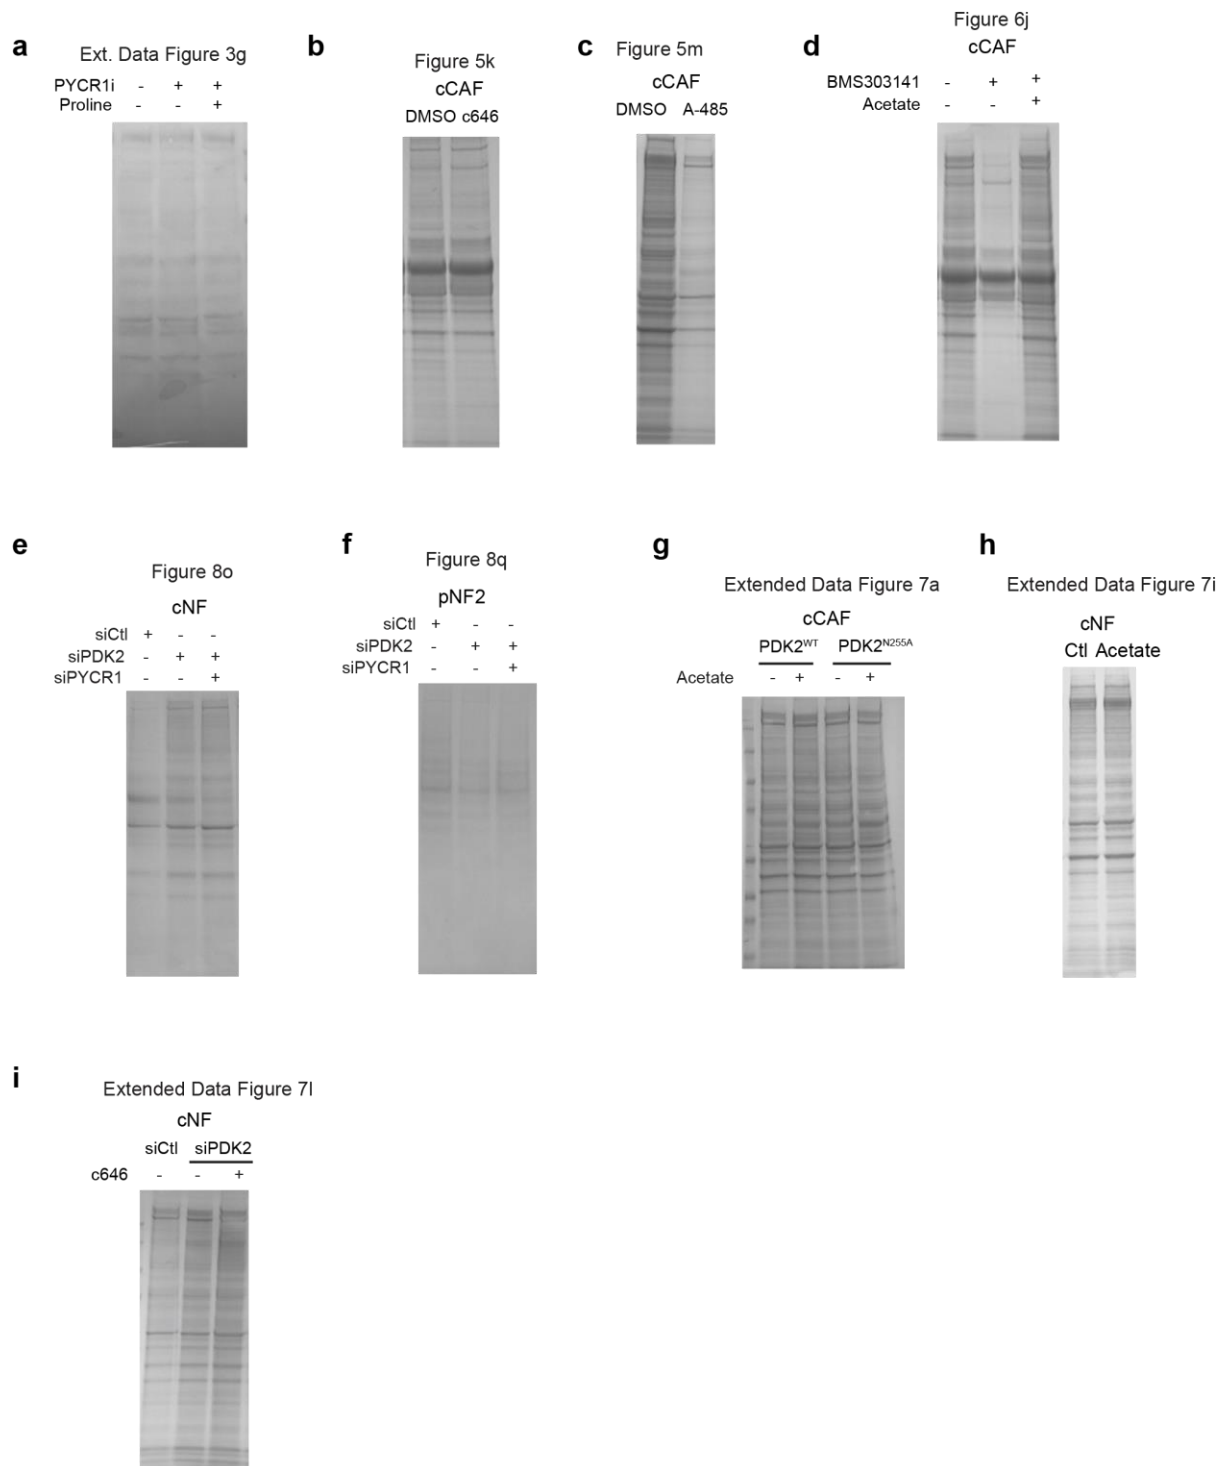 a
Ext. Data Figure 3g
PYCR1i - + +
Proline - - +
b
Figure 5k
cCAF
DMSO c646
c
Figure 5m
cCAF
DMSO A-485
d
Figure 6j
cCAF
BMS303141 - + +
Acetate - - +
e
Figure 8o
cNF
siCtl + - -
siPDK2 - + +
siPYCR1 - - +
f
Figure 8q
pNF2
siCtl + - -
siPDK2 - + +
siPYCR1 - - +
g
Extended Data Figure 7a
cCAF
PDK2WT PDK2N255A
Acetate - + - +
h
Extended Data Figure 7i
cNF
Ctl Acetate
i
Extended Data Figure 7l
cNF
siCtl siPDK2
c646 - - +